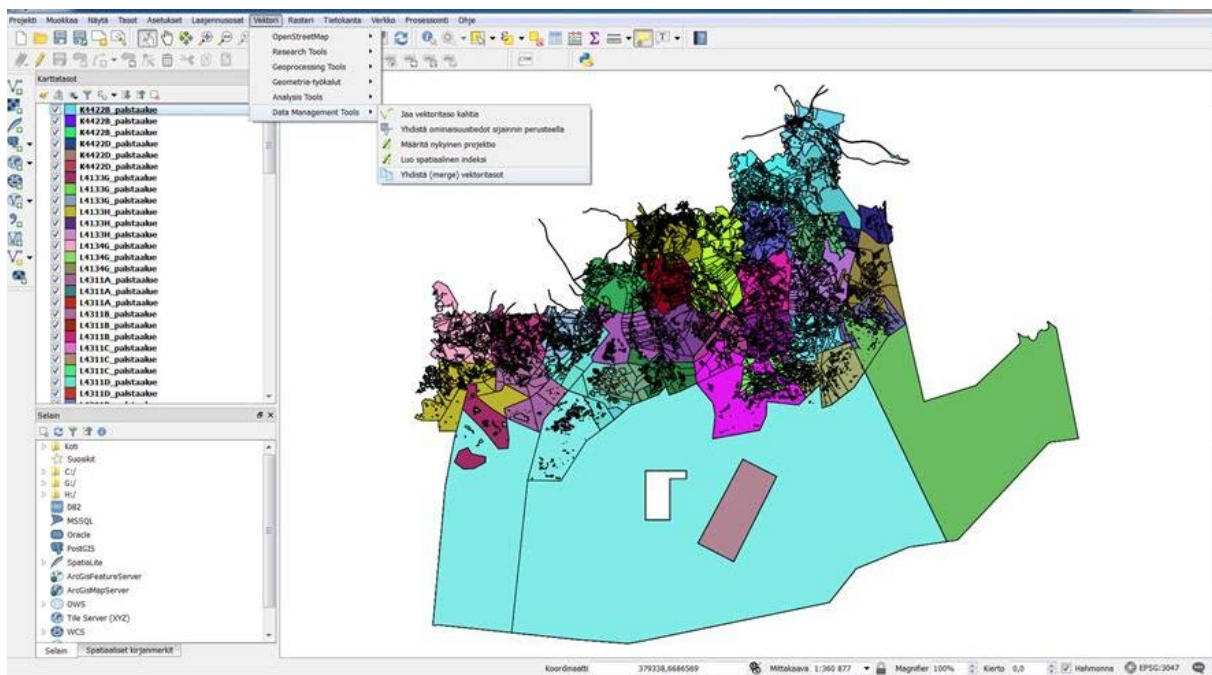 Projekti Muokkaa Näytä Tasot Asetukset Laajennusosat Vektori Rasteri Tietokanta Verkko Prosessointi Ohje
OpenStreetMap
Research Tools
Geoprocessing Tools
Geometria-työkalut
Analysis Tools
Data Management Tools
Jaa vektoritaso kahtia
Yhdistä ominaisuustiedot sijainnin perusteella
Määritä nykyinen projektio
Luo spatiaalinen indeksi
Yhdistä (merge) vektoritasot
Karttatasot
K4422B_palstaalue
K4422B_palstaalue
K4422B_palstaalue
K4422D_palstaalue
K4422D_palstaalue
K4422D_palstaalue
L4133G_palstaalue
L4133G_palstaalue
L4133G_palstaalue
L4133H_palstaalue
L4133H_palstaalue
L4133H_palstaalue
L4134G_palstaalue
L4134G_palstaalue
L4134G_palstaalue
L4311A_palstaalue
L4311A_palstaalue
L4311A_palstaalue
L4311B_palstaalue
L4311B_palstaalue
L4311B_palstaalue
L4311C_palstaalue
L4311C_palstaalue
L4311C_palstaalue
L4311D_palstaalue
L4311D_palstaalue
Selain
Koti
Suosikit
C:/
G:/
H:/
DB2
MSSQL
Oracle
PostGIS
SpatiaLite
ArcGisFeatureServer
ArcGisMapServer
OWS
Tile Server (XYZ)
WCS
Selain Spatiaaliset kirjanmerkit
Koordinaatti 379338,6686569 Mittakaava 1:360 877 Magnifier 100% Kierto 0,0 Hahmonna EPSG:3047